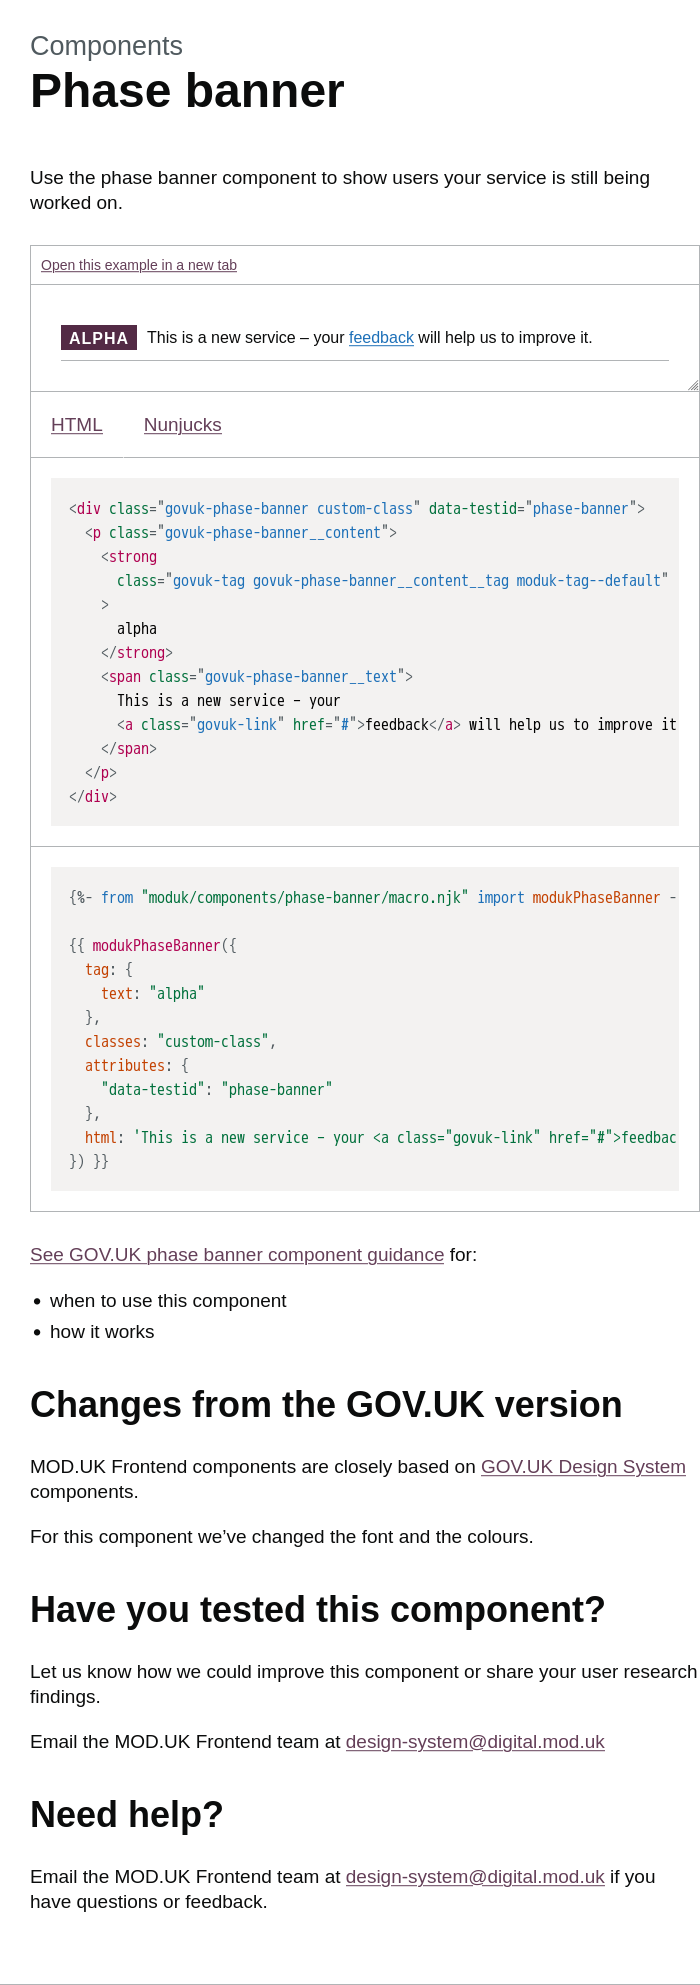 Components
Phase banner
Use the phase banner component to show users your service is still being
worked on.
Open this example in a new tab
ALPHA This is a new service – your feedback will help us to improve it.
HTML Nunjucks
<div class="govuk-phase-banner custom-class" data-testid="phase-banner">
  <p class="govuk-phase-banner__content">
    <strong
      class="govuk-tag govuk-phase-banner__content__tag moduk-tag--default"
    >
      alpha
    </strong>
    <span class="govuk-phase-banner__text">
      This is a new service – your
      <a class="govuk-link" href="#">feedback</a> will help us to improve it
    </span>
  </p>
</div>
{%- from "moduk/components/phase-banner/macro.njk" import modukPhaseBanner -
{{ modukPhaseBanner({
  tag: {
    text: "alpha"
  },
  classes: "custom-class",
  attributes: {
    "data-testid": "phase-banner"
  },
  html: 'This is a new service – your <a class="govuk-link" href="#">feedbac
}) }}
See GOV.UK phase banner component guidance for:
• when to use this component
• how it works
Changes from the GOV.UK version
MOD.UK Frontend components are closely based on GOV.UK Design System
components.
For this component we’ve changed the font and the colours.
Have you tested this component?
Let us know how we could improve this component or share your user research
findings.
Email the MOD.UK Frontend team at design-system@digital.mod.uk
Need help?
Email the MOD.UK Frontend team at design-system@digital.mod.uk if you
have questions or feedback.